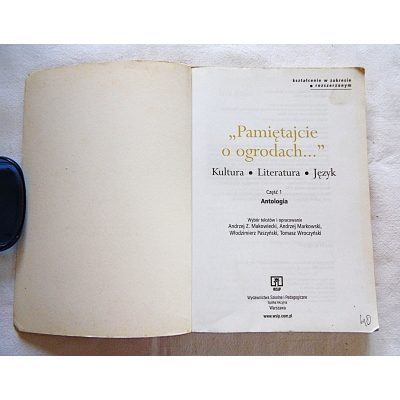 kształcenie w zakresie
rozszerzonym
„Pamiętajcie
o ogrodach...”
Kultura • Literatura • Język
Część 1
Antologia
Wybór tekstów i opracowanie
Andrzej Z. Makowiecki, Andrzej Markowski,
Włodzimierz Paszyński, Tomasz Wroczyński
WSiP
Wydawnictwa Szkolne i Pedagogiczne
Spółka Akcyjna
Warszawa
www.wsip.com.pl